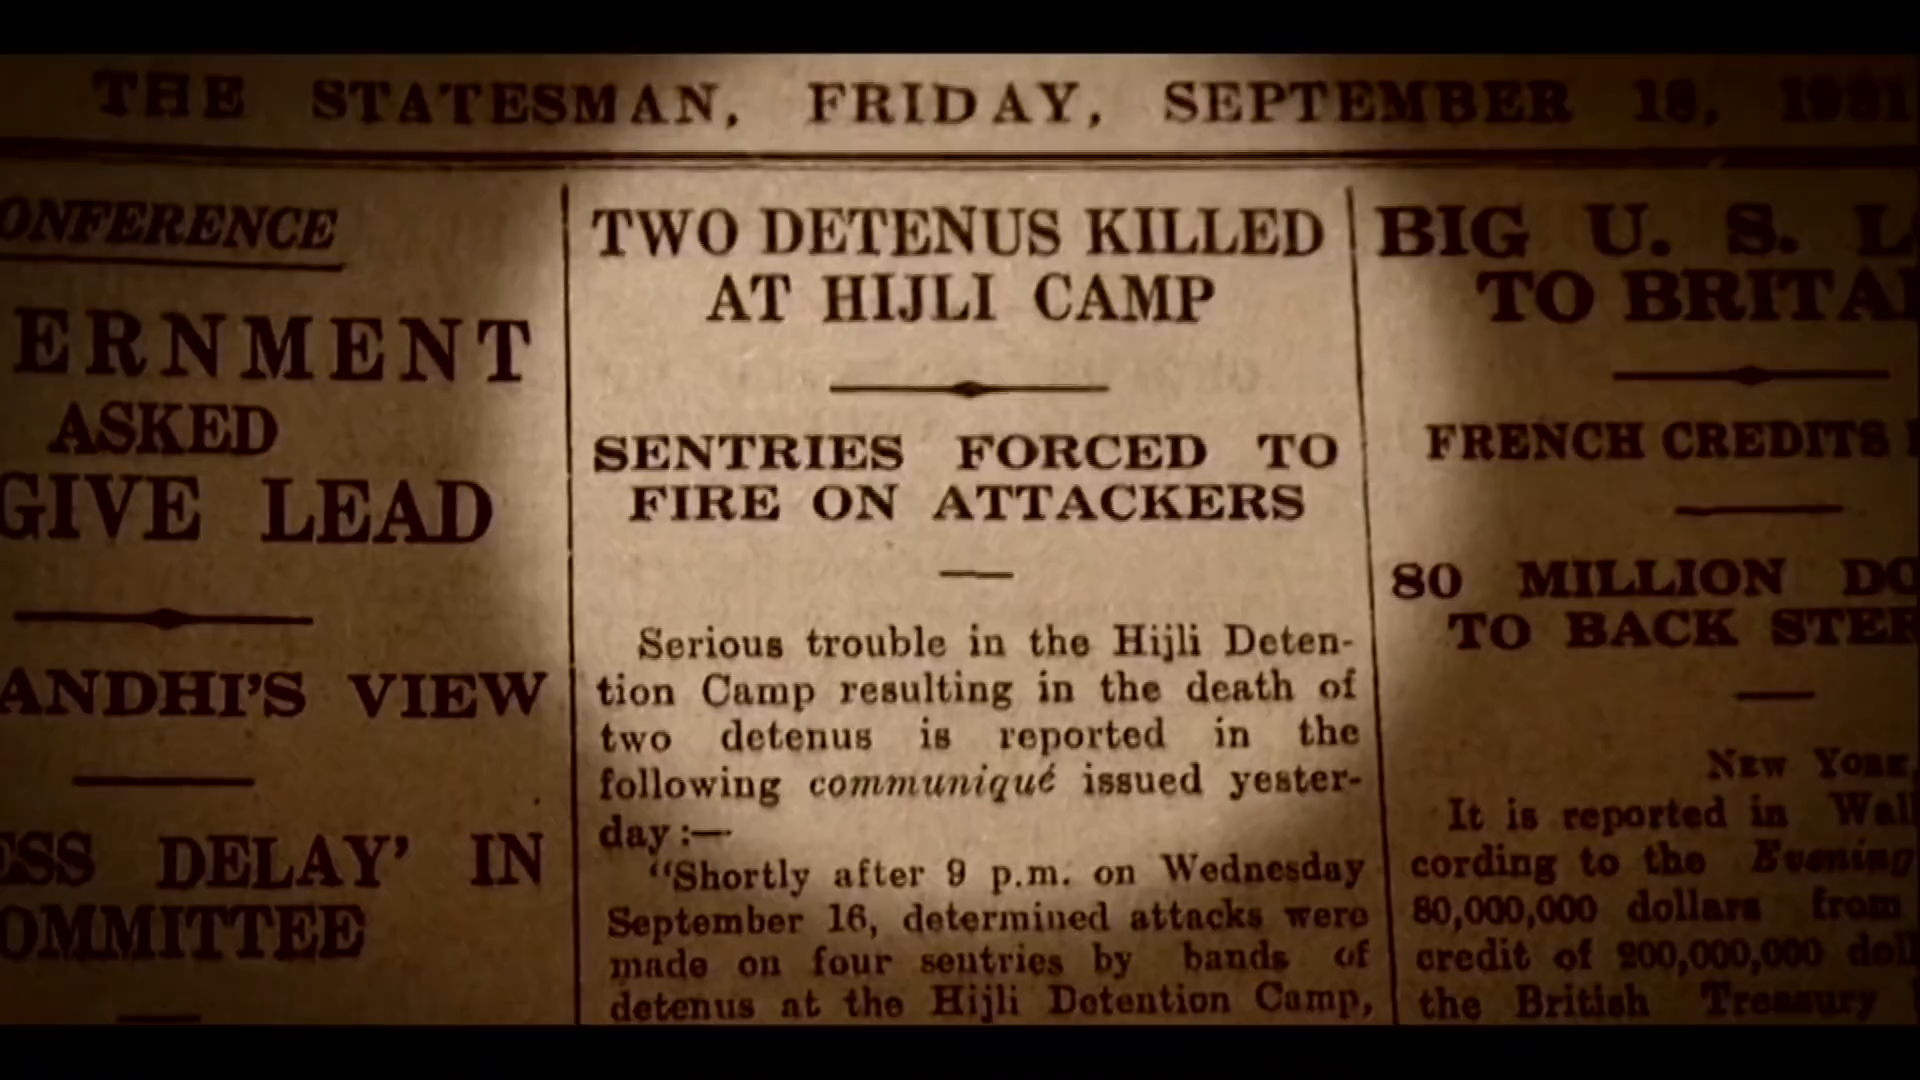 THE STATESMAN, FRIDAY, SEPTEMBER 18, 1931
ONFERENCE
ERNMENT
ASKED
GIVE LEAD
ANDHI'S VIEW
ESS DELAY' IN
OMMITTEE
TWO DETENUS KILLED
AT HIJLI CAMP
SENTRIES FORCED TO
FIRE ON ATTACKERS
Serious trouble in the Hijli Deten-
tion Camp resulting in the death of
two detenus is reported in the
following communiqué issued yester-
day :—
"Shortly after 9 p.m. on Wednesday
September 16, determined attacks were
made on four sentries by bands of
detenus at the Hijli Detention Camp,
BIG U. S. L
TO BRITA
FRENCH CREDITS
80 MILLION DO
TO BACK STER
NEW YORK,
It is reported in Wal
cording to the Evening
80,000,000 dollars from
credit of 200,000,000 dol
the British Treasury